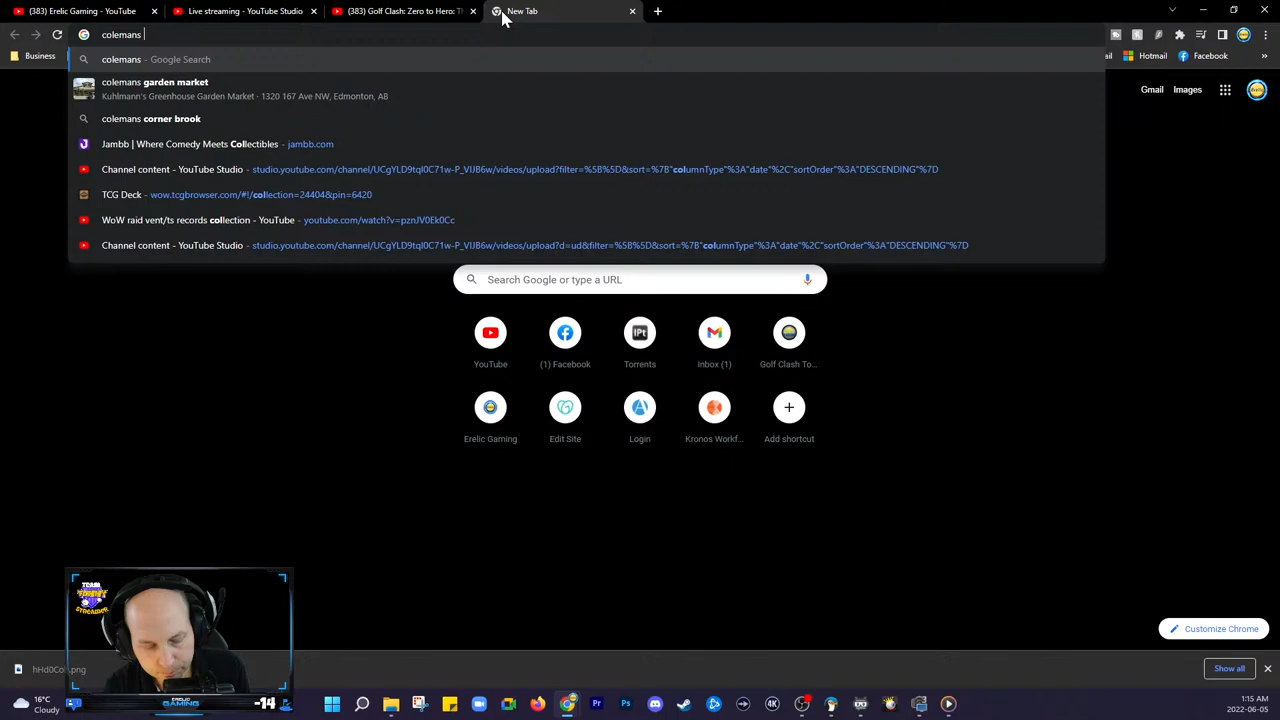 (383) Erelic Gaming - YouTube
Live streaming - YouTube Studio
(383) Golf Clash: Zero to Hero: T
New Tab
colemans
Business
Hotmail
Facebook
colemans - Google Search
colemans garden market
Kuhlmann's Greenhouse Garden Market · 1320 167 Ave NW, Edmonton, AB
colemans corner brook
Jambb | Where Comedy Meets Collectibles - jambb.com
Channel content - YouTube Studio - studio.youtube.com/channel/UCgYLD9tql0C71w-P_VIJB6w/videos/upload?filter=%5B%5D&sort=%7B"columnType"%3A"date"%2C"sortOrder"%3A"DESCENDING"%7D
TCG Deck - wow.tcgbrowser.com/#!/collection=24404&pin=6420
WoW raid vent/ts records collection - YouTube - youtube.com/watch?v=pznJV0Ek0Cc
Channel content - YouTube Studio - studio.youtube.com/channel/UCgYLD9tql0C71w-P_VIJB6w/videos/upload?d=ud&filter=%5B%5D&sort=%7B"columnType"%3A"date"%2C"sortOrder"%3A"DESCENDING"%7D
Gmail
Images
Search Google or type a URL
YouTube
(1) Facebook
Torrents
Inbox (1)
Golf Clash To...
Erelic Gaming
Edit Site
Login
Kronos Workf...
Add shortcut
Customize Chrome
TEAM
STREAMER
Show all
16°C
Cloudy
ERELIC
GAMING
-14
1:15 AM
2022-06-05